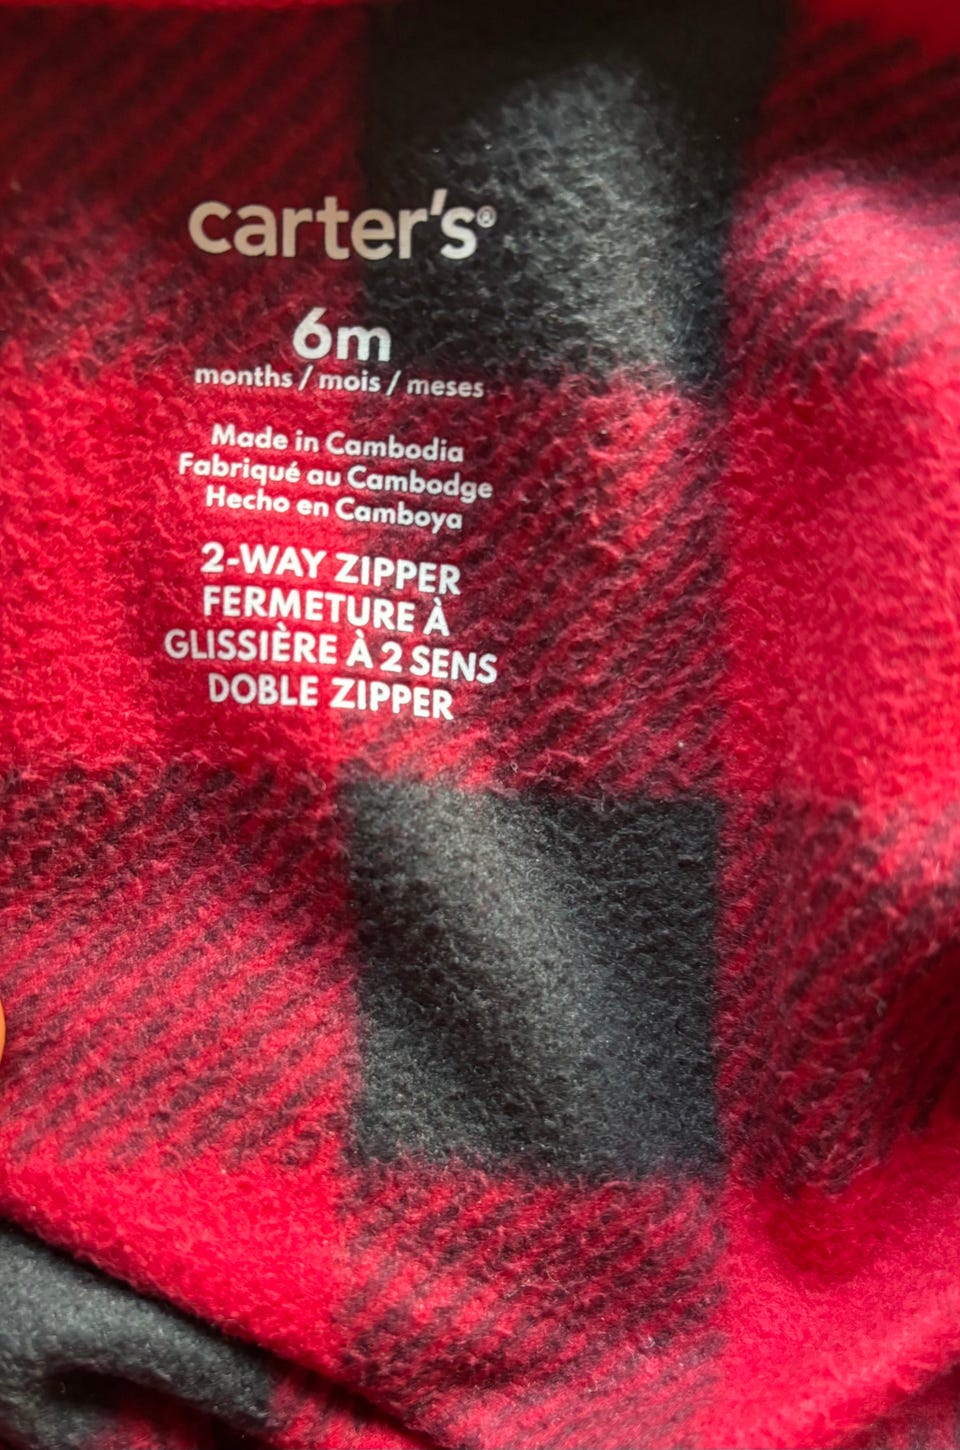 carter's®
6m
months / mois / meses
Made in Cambodia
Fabriqué au Cambodge
Hecho en Camboya
2-WAY ZIPPER
FERMETURE À
GLISSIÈRE À 2 SENS
DOBLE ZIPPER